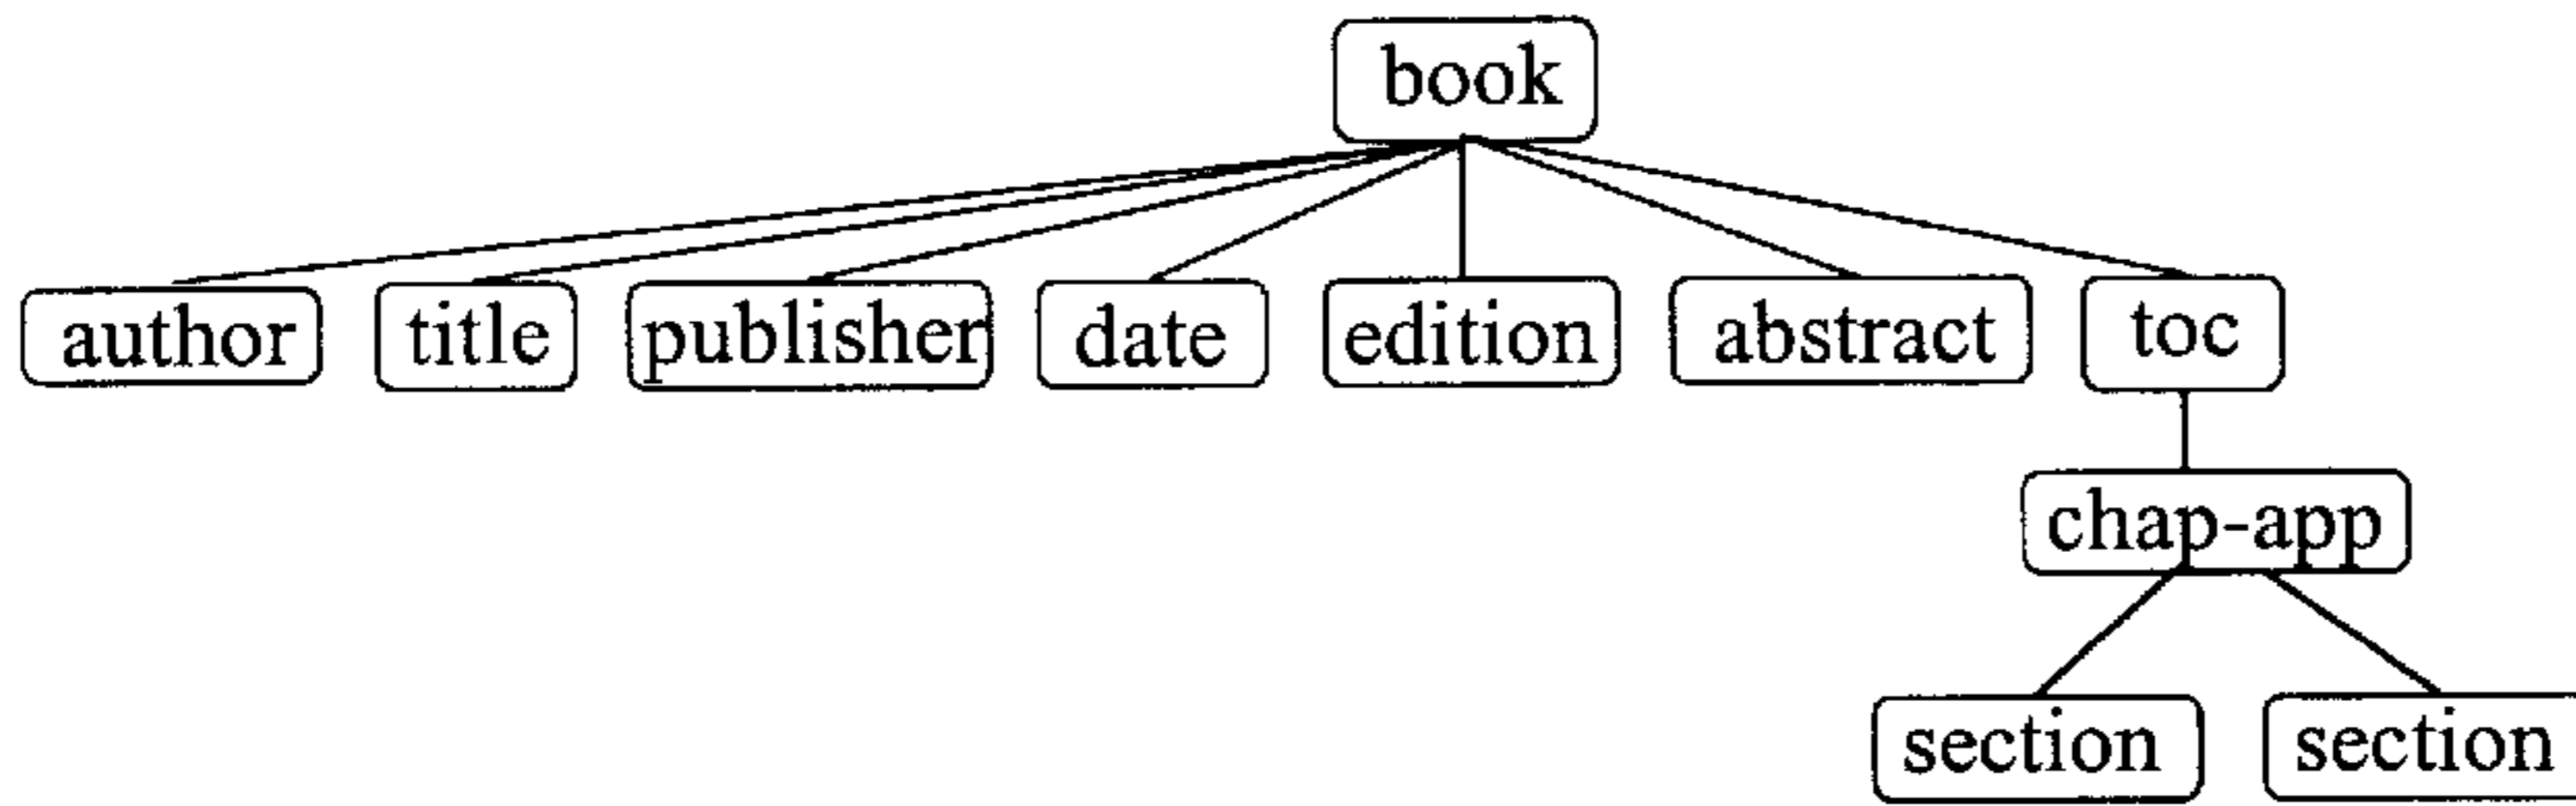 book
author title publisher date edition abstract toc
chap-app
section section